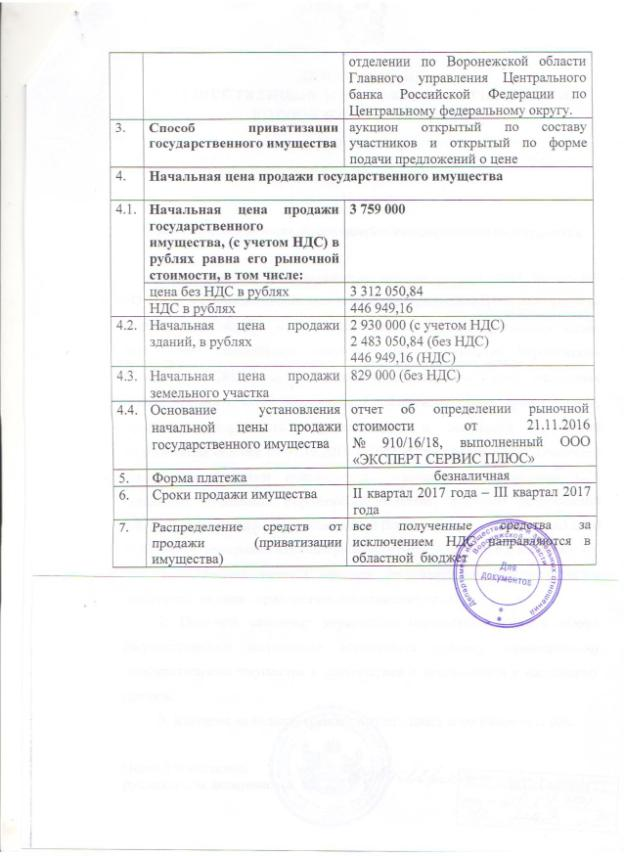 отделении по Воронежской области
Главного управления Центрального
банка Российской Федерации по
Центральному федеральному округу.
3. Способ приватизации государственного имущества
аукцион открытый по составу
участников и открытый по форме
подачи предложений о цене
4. Начальная цена продажи государственного имущества
4.1. Начальная цена продажи
государственного
имущества, (с учетом НДС) в
рублях равна его рыночной
стоимости, в том числе:
3 759 000
цена без НДС в рублях 3 312 050,84
НДС в рублях 446 949,16
4.2. Начальная цена продажи
зданий, в рублях
2 930 000 (с учетом НДС)
2 483 050,84 (без НДС)
446 949,16 (НДС)
4.3. Начальная цена продажи
земельного участка
829 000 (без НДС)
4.4. Основание установления
начальной цены продажи
государственного имущества
отчет об определении рыночной
стоимости от 21.11.2016
№ 910/16/18, выполненный ООО
«ЭКСПЕРТ СЕРВИС ПЛЮС»
5. Форма платежа безналичная
6. Сроки продажи имущества
II квартал 2017 года – III квартал 2017
года
7. Распределение средств от
продажи (приватизации
имущества)
все полученные средства за
исключением НДС направляются в
областной бюджет
Департамент имущественных и земельных отношений
Воронежской области
Для
документов